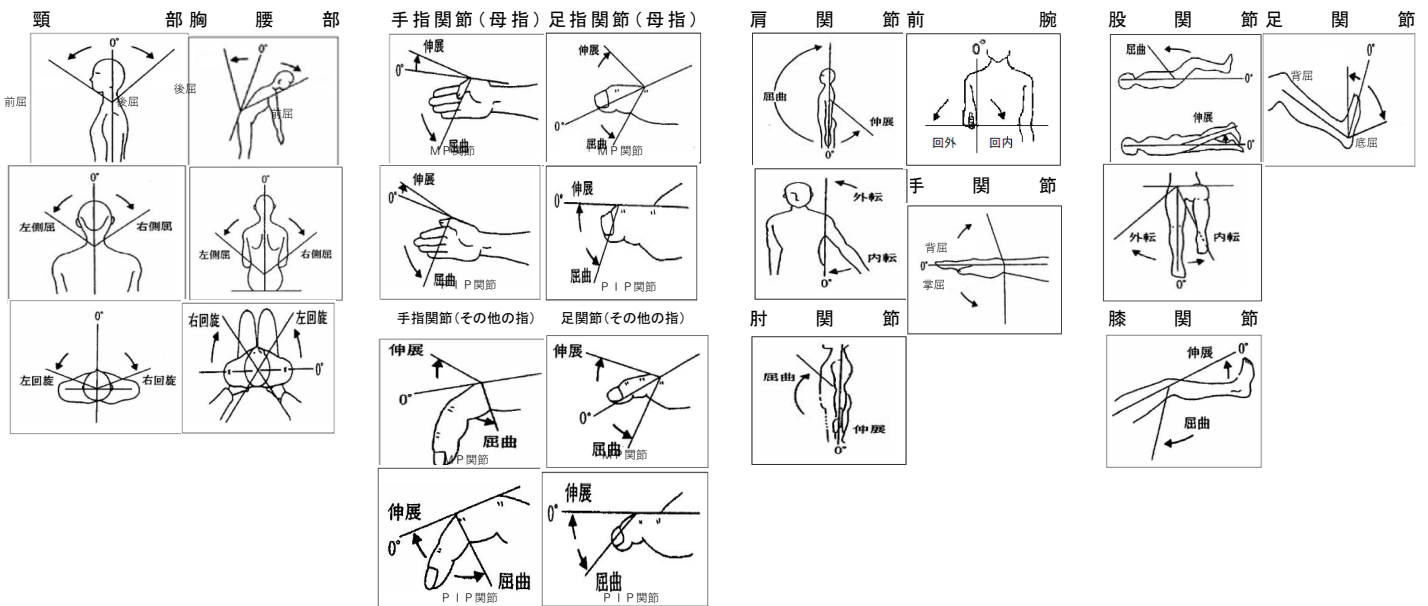 頸部
0°
前屈
後屈
0°
左側屈
右側屈
0°
左回旋
右回旋
胸腰部
0°
後屈
前屈
0°
左側屈
右側屈
右回旋
左回旋
0°
手指関節(母指)
伸展
0°
屈曲
MP関節
伸展
0°
屈曲
PIP関節
手指関節(その他の指)
伸展
0°
屈曲
MP関節
伸展
0°
屈曲
PIP関節
足指関節(母指)
伸展
0°
屈曲
MP関節
伸展
0°
屈曲
PIP関節
足関節(その他の指)
伸展
0°
屈曲
MP関節
伸展
0°
屈曲
PIP関節
肩関節
屈曲
伸展
0°
外転
内転
0°
肘関節
屈曲
伸展
0°
前腕
0°
回外
回内
手関節
背屈
0°
掌屈
股関節
屈曲
0°
伸展
0°
外転
内転
0°
膝関節
伸展
0°
屈曲
足関節
0°
背屈
底屈